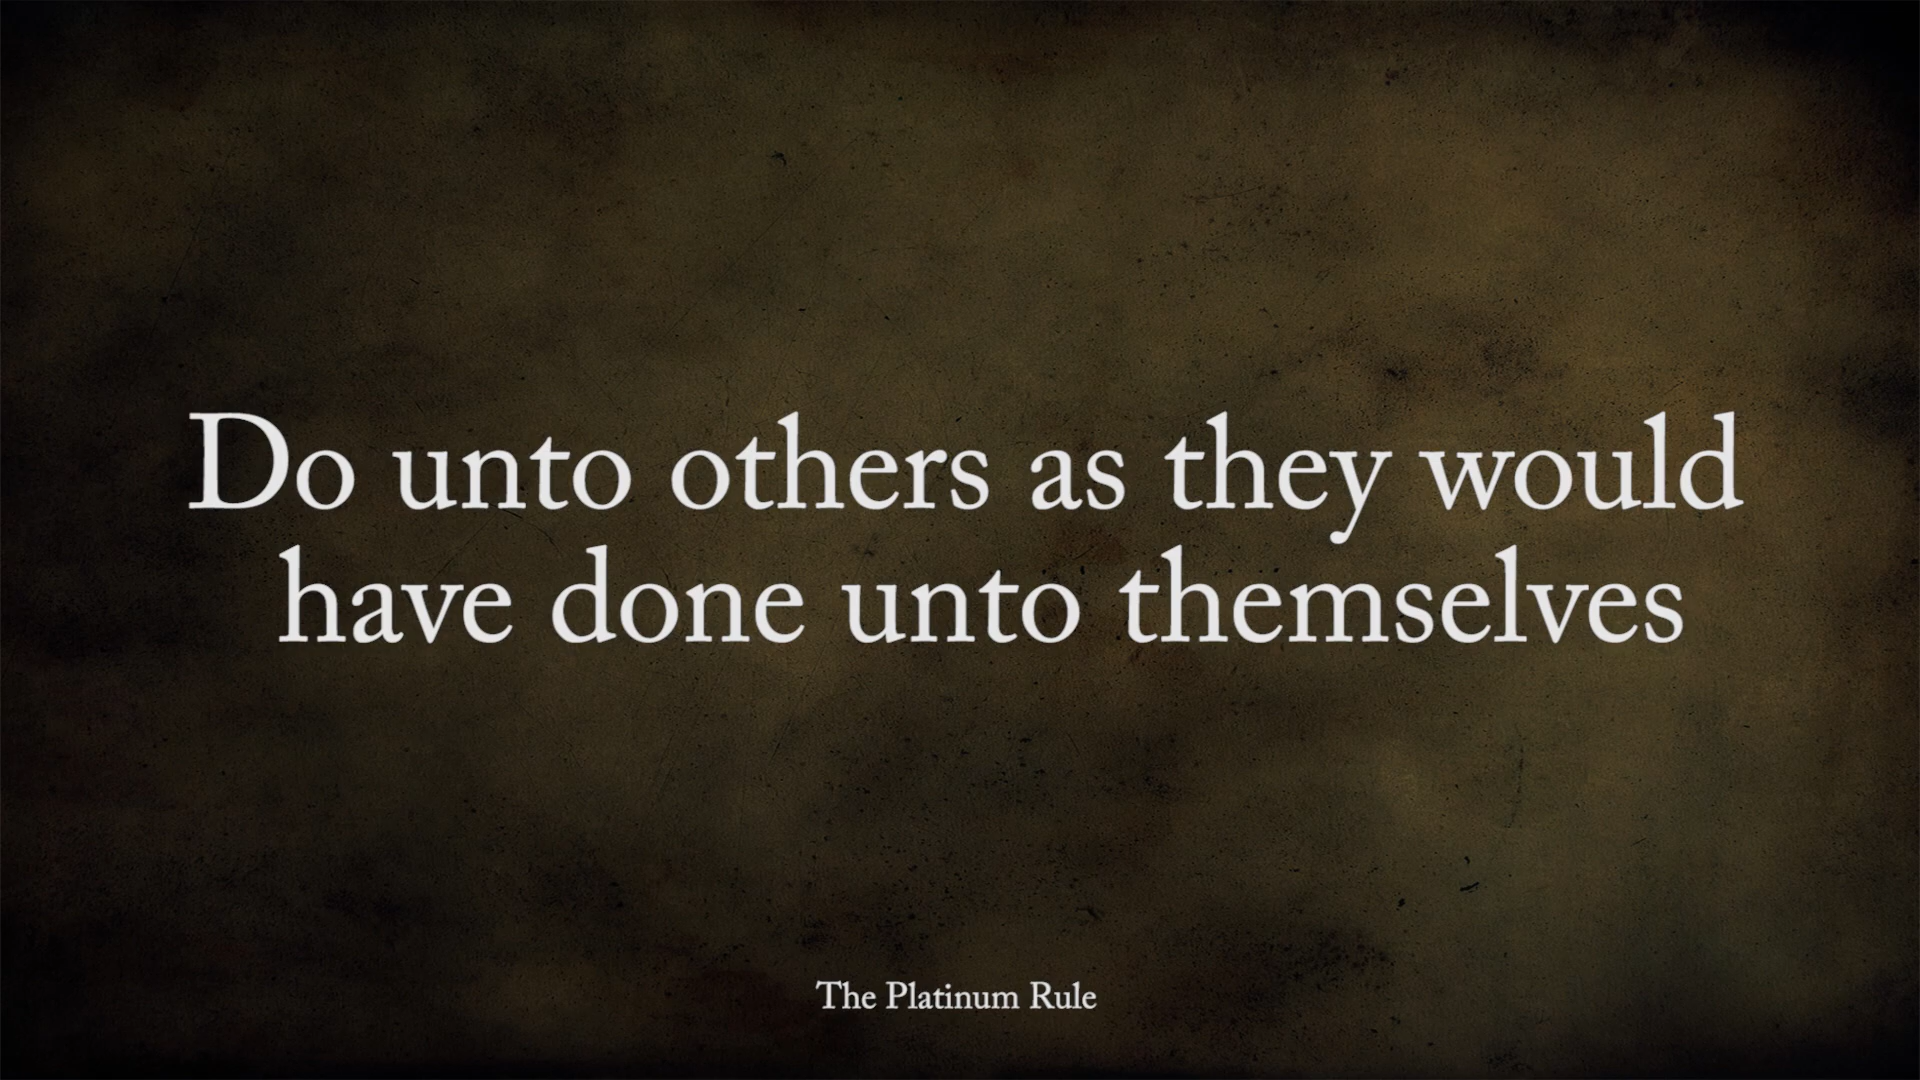 Do unto others as they would
have done unto themselves
The Platinum Rule